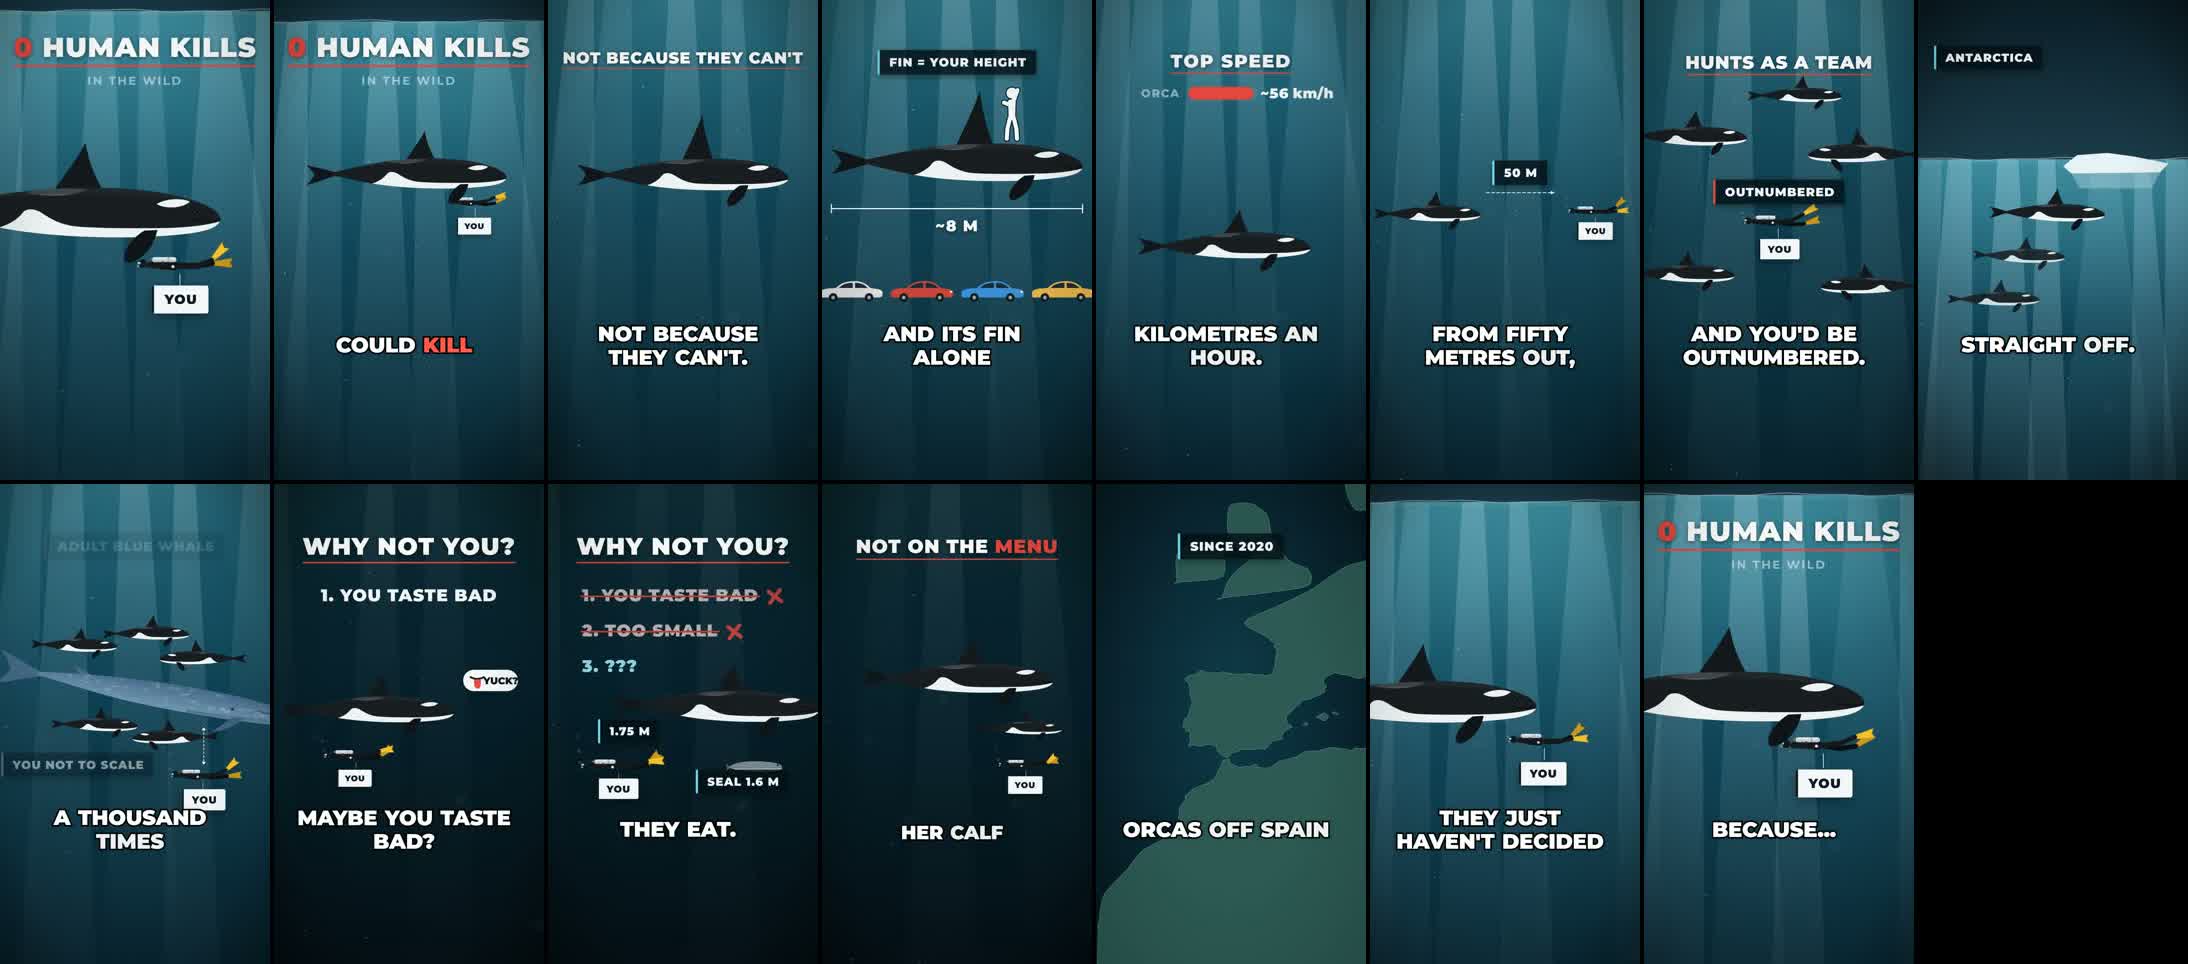 0 HUMAN KILLS
IN THE WILD
YOU
0 HUMAN KILLS
IN THE WILD
YOU
COULD KILL
NOT BECAUSE THEY CAN'T
NOT BECAUSE
THEY CAN'T.
FIN = YOUR HEIGHT
~8 M
AND ITS FIN
ALONE
TOP SPEED
ORCA ~56 km/h
KILOMETRES AN
HOUR.
50 M
YOU
FROM FIFTY
METRES OUT,
HUNTS AS A TEAM
OUTNUMBERED
YOU
AND YOU'D BE
OUTNUMBERED.
ANTARCTICA
STRAIGHT OFF.
ADULT BLUE WHALE
YOU NOT TO SCALE
YOU
A THOUSAND
TIMES
WHY NOT YOU?
1. YOU TASTE BAD
YUCK?
YOU
MAYBE YOU TASTE
BAD?
WHY NOT YOU?
1. YOU TASTE BAD
2. TOO SMALL
3. ???
1.75 M
YOU
SEAL 1.6 M
THEY EAT.
NOT ON THE MENU
YOU
HER CALF
SINCE 2020
ORCAS OFF SPAIN
YOU
THEY JUST
HAVEN'T DECIDED
0 HUMAN KILLS
IN THE WILD
YOU
BECAUSE...